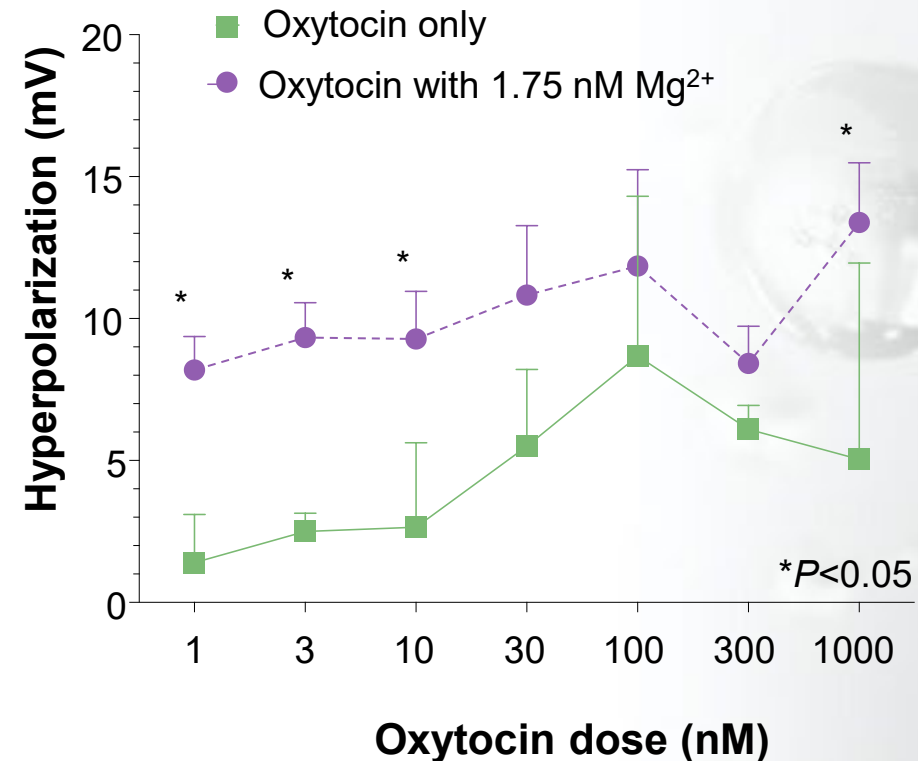 Oxytocin only
Oxytocin with 1.75 nM Mg²⁺
Hyperpolarization (mV)
20
15
10
5
0
*
*
*
*
*P<0.05
1 3 10 30 100 300 1000
Oxytocin dose (nM)